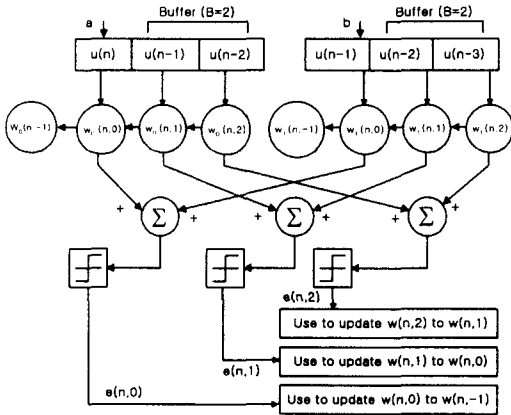 Buffer (B=2)
Buffer (B=2)
a
b
u(n)
u(n-1)
u(n-2)
u(n-1)
u(n-2)
u(n-3)
w₀(n,-1)
w₀(n,0)
w₀(n,1)
w₀(n,2)
w₁(n,-1)
w₁(n,0)
w₁(n,1)
w₁(n,2)
+ Σ +
+ Σ +
+ Σ +
e(n,2)
Use to update w(n,2) to w(n,1)
e(n,1)
Use to update w(n,1) to w(n,0)
e(n,0)
Use to update w(n,0) to w(n,-1)